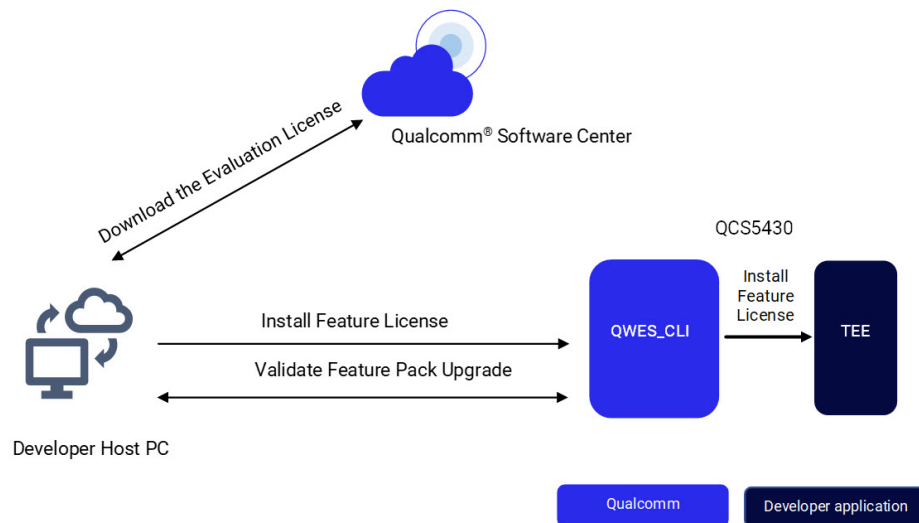 Download the Evaluation License
Qualcomm® Software Center
QCS5430
Install
Feature
License
Install Feature License
QWES_CLI
TEE
Validate Feature Pack Upgrade
Developer Host PC
Qualcomm
Developer application